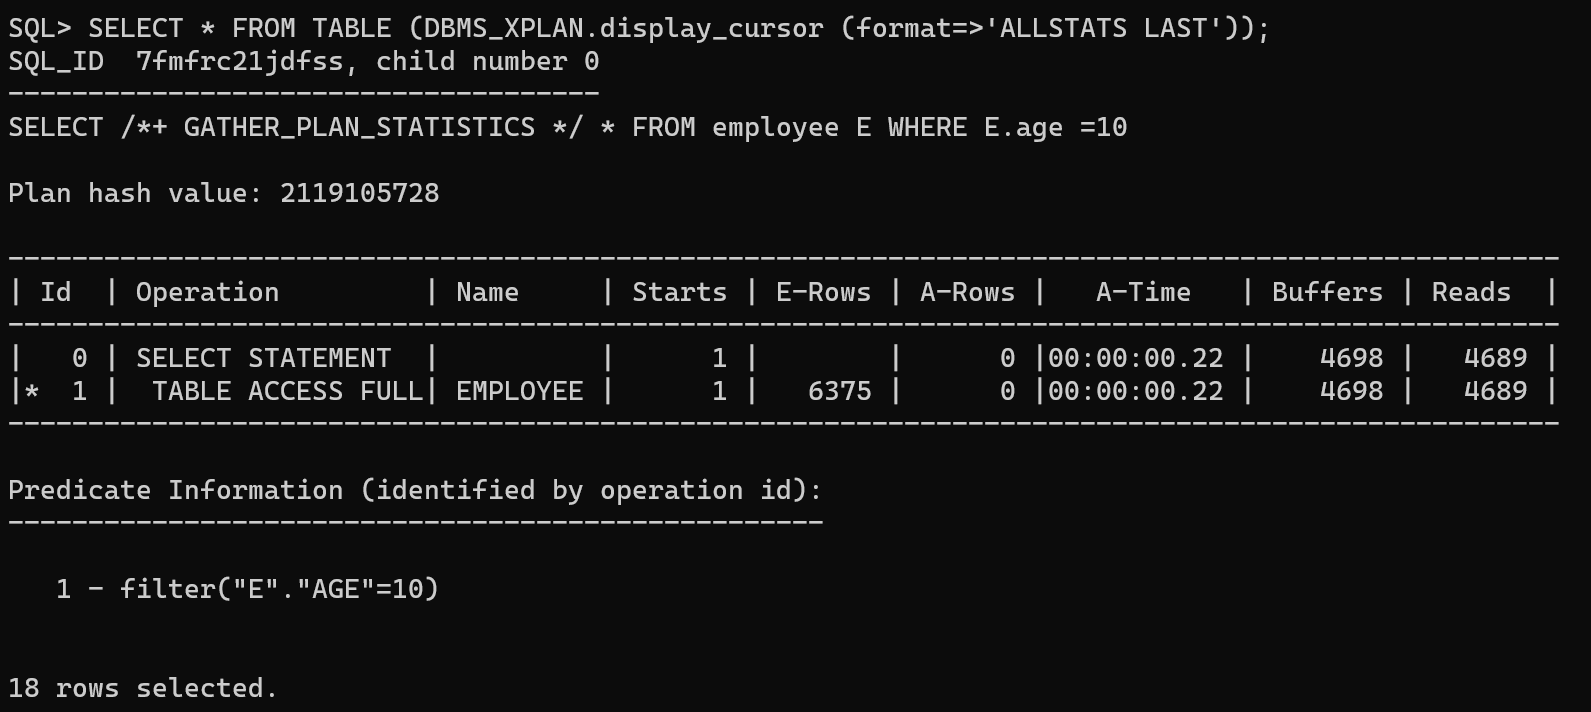 SQL> SELECT * FROM TABLE (DBMS_XPLAN.display_cursor (format=>'ALLSTATS LAST'));
SQL_ID  7fmfrc21jdfss, child number 0
-------------------------------------
SELECT /*+ GATHER_PLAN_STATISTICS */ * FROM employee E WHERE E.age =10

Plan hash value: 2119105728

-------------------------------------------------------------------------------------------------
| Id  | Operation         | Name     | Starts | E-Rows | A-Rows |   A-Time   | Buffers | Reads  |
-------------------------------------------------------------------------------------------------
|   0 | SELECT STATEMENT  |          |      1 |        |      0 |00:00:00.22 |    4698 |   4689 |
|*  1 |  TABLE ACCESS FULL| EMPLOYEE |      1 |   6375 |      0 |00:00:00.22 |    4698 |   4689 |
-------------------------------------------------------------------------------------------------

Predicate Information (identified by operation id):
---------------------------------------------------

   1 - filter("E"."AGE"=10)


18 rows selected.